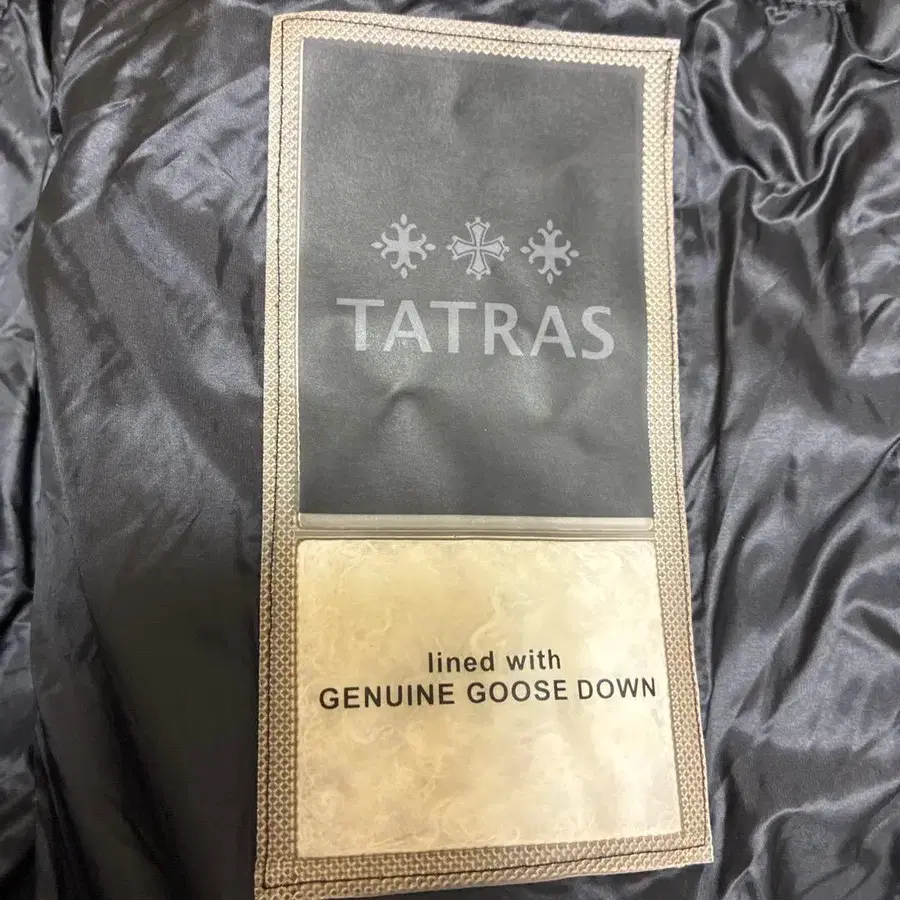 TATRAS
lined with
GENUINE GOOSE DOWN